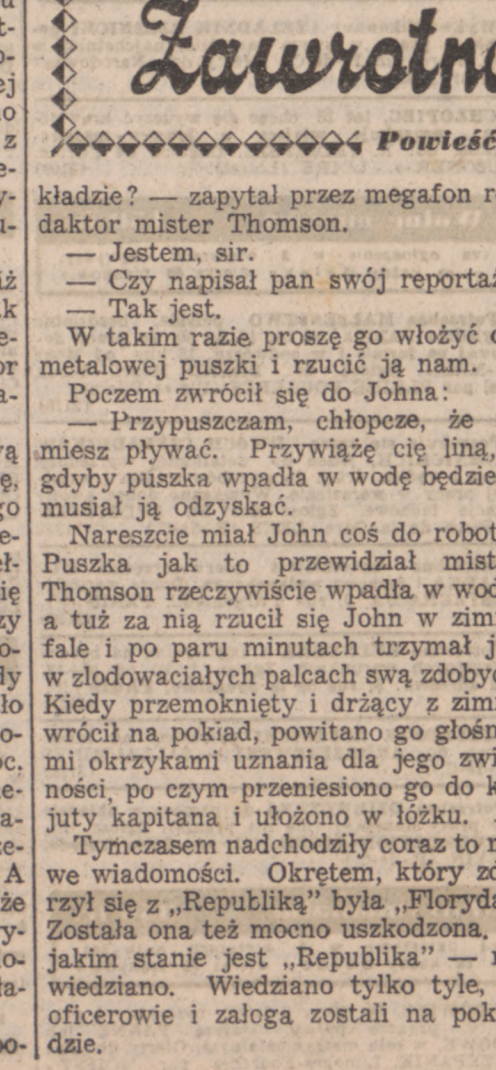 Zawrotn
Powieść
kładzie? — zapytał przez megafon r-
daktor mister Thomson.
— Jestem, sir.
— Czy napisał pan swój reportaż
— Tak jest.
W takim razie proszę go włożyć
metalowej puszki i rzucić ją nam.
Poczem zwrócił się do Johna:
— Przypuszczam, chłopcze, że
miesz pływać. Przywiążę cię liną,
gdyby puszka wpadła w wodę będzie
musiał ją odzyskać.
Nareszcie miał John coś do robot
Puszka jak to przewidział mist
Thomson rzeczywiście wpadła w wod
a tuż za nią rzucił się John w zim
fale i po paru minutach trzymał j
w zlodowaciałych palcach swą zdoby
Kiedy przemoknięty i drżący z zim
wrócił na pokład, powitano go głośn
mi okrzykami uznania dla jego zwi
ności, po czym przeniesiono go do k
juty kapitana i ułożono w łóżku.
Tymczasem nadchodziły coraz to n
we wiadomości. Okrętem, który zd
rzył się z „Republiką” była „Floryda
Została ona też mocno uszkodzona.
jakim stanie jest „Republika” — n
wiedziano. Wiedziano tylko tyle,
oficerowie i załoga zostali na pok
dzie.